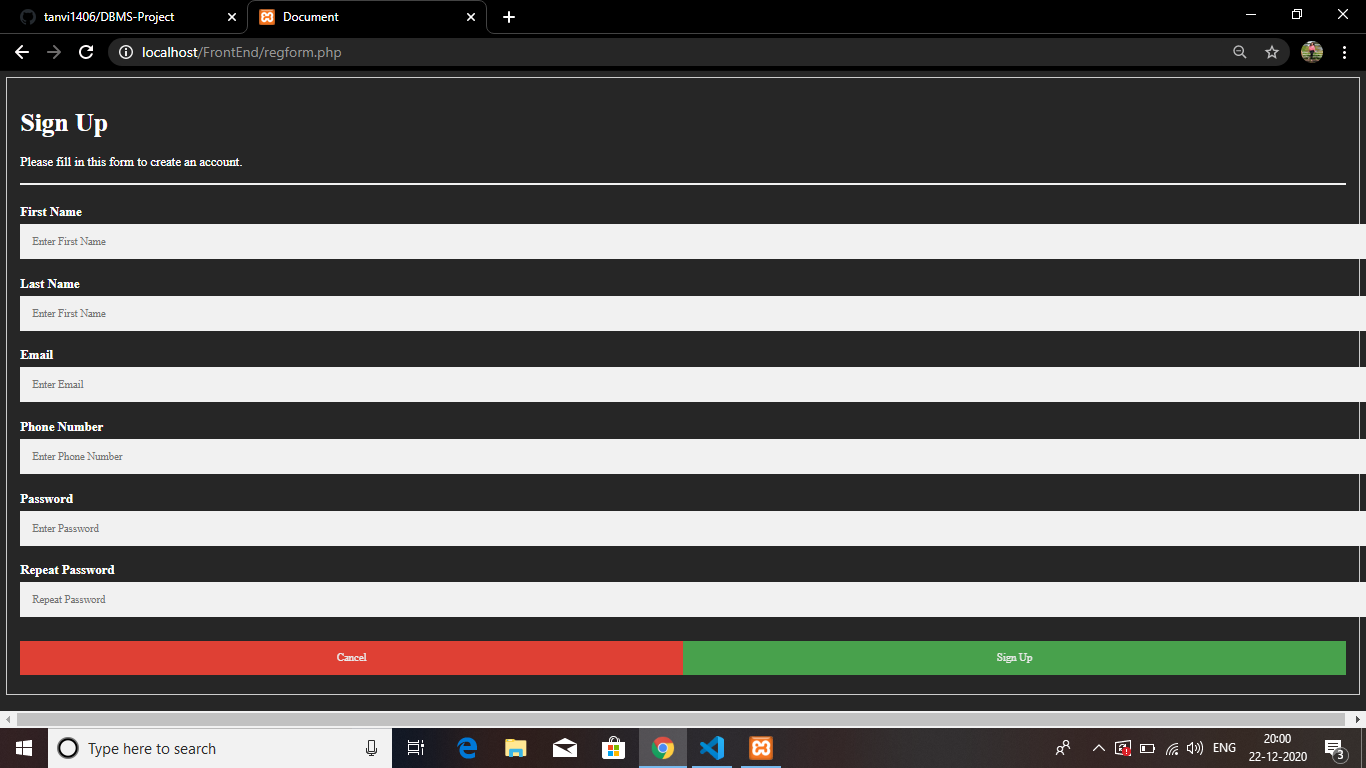 tanvi1406/DBMS-Project
Document
localhost/FrontEnd/regform.php
Sign Up
Please fill in this form to create an account.
First Name
Enter First Name
Last Name
Enter First Name
Email
Enter Email
Phone Number
Enter Phone Number
Password
Enter Password
Repeat Password
Repeat Password
Cancel Sign Up
Type here to search
ENG
20:00
22-12-2020
3